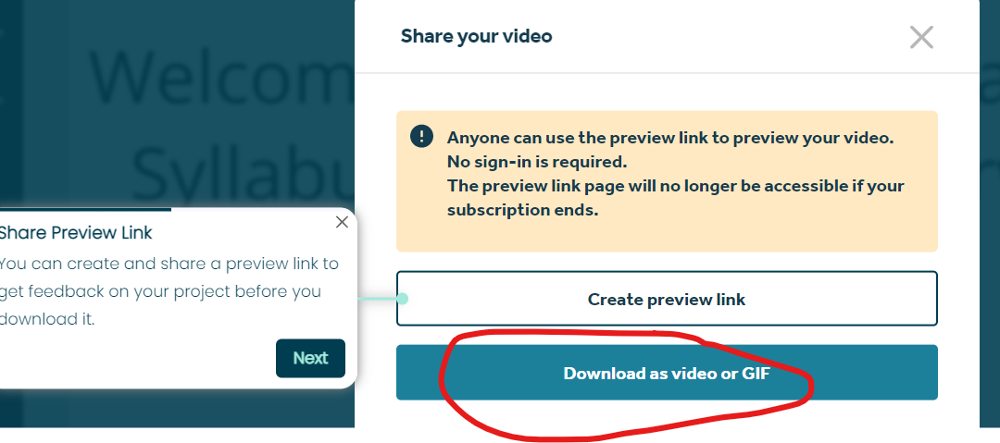 Share your video
Welcom
Syllabu
Anyone can use the preview link to preview your video.
No sign-in is required.
The preview link page will no longer be accessible if your
subscription ends.
Share Preview Link
You can create and share a preview link to
get feedback on your project before you
download it.
Next
Create preview link
Download as video or GIF